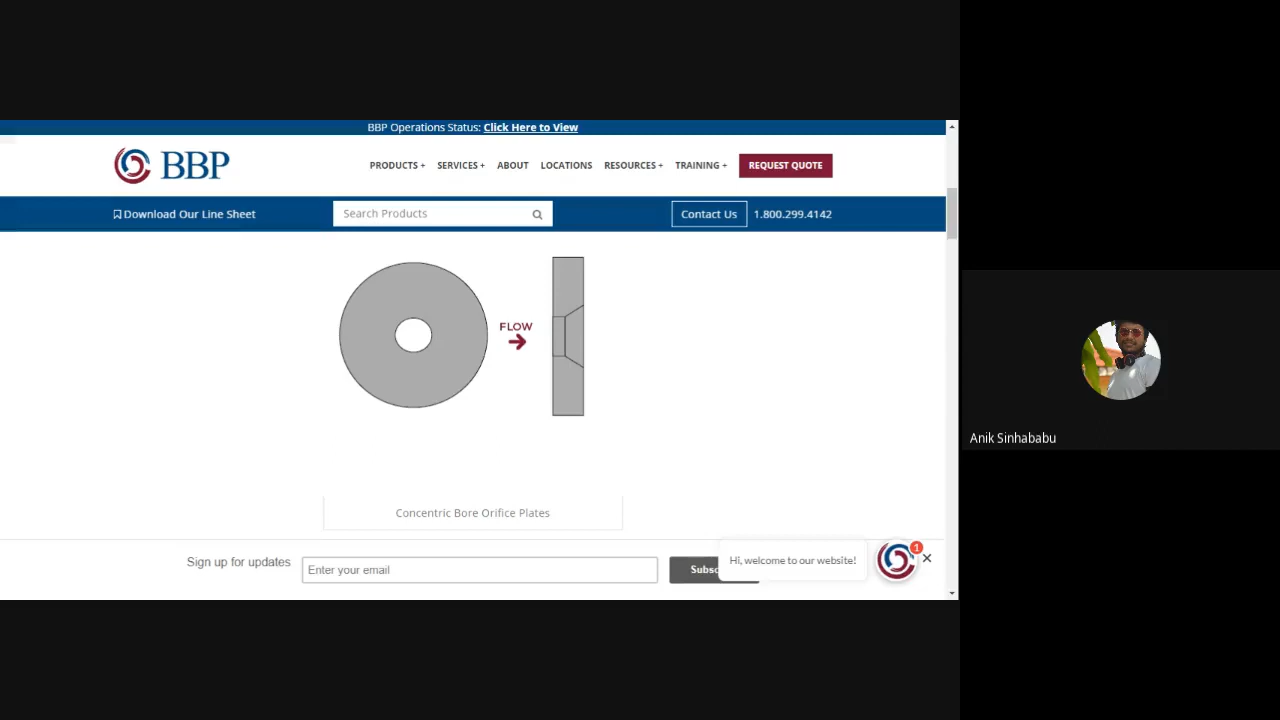 BBP Operations Status: Click Here to View
BBP
PRODUCTS + SERVICES + ABOUT LOCATIONS RESOURCES + TRAINING + REQUEST QUOTE
Download Our Line Sheet
Search Products
Contact Us
1.800.299.4142
FLOW
Concentric Bore Orifice Plates
Sign up for updates
Enter your email
Subsc
Hi, welcome to our website!
1
Anik Sinhababu